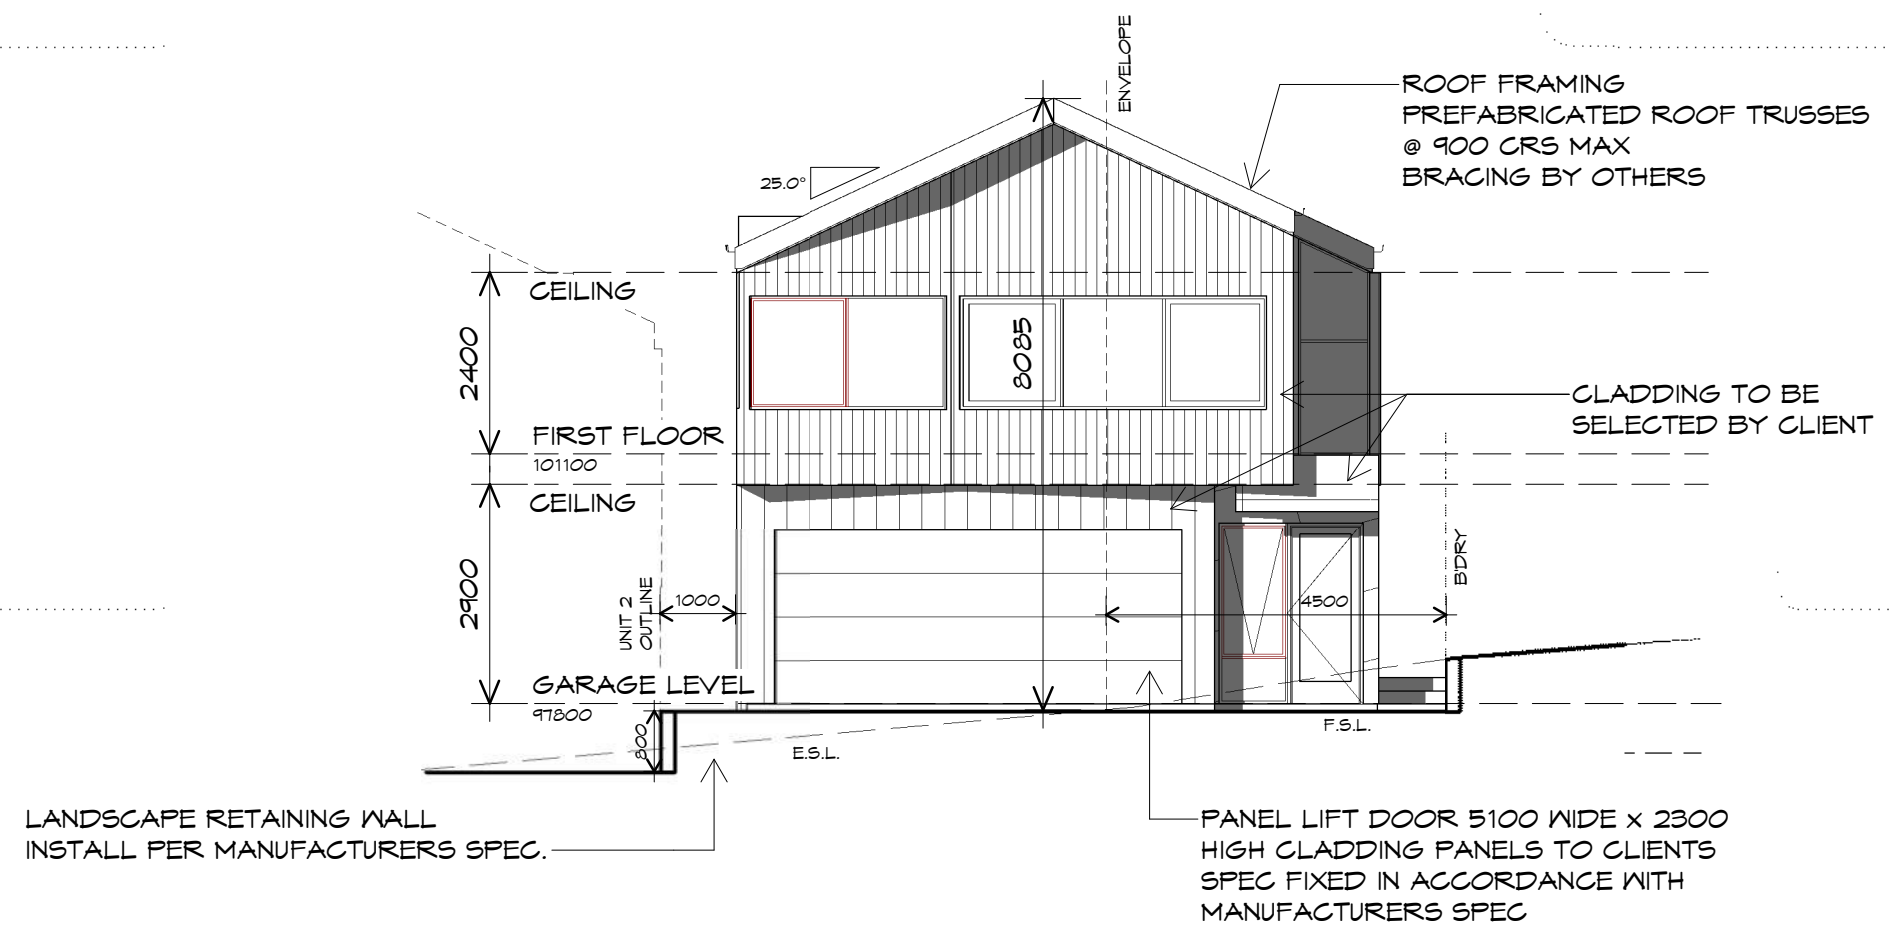 ENVELOPE
ROOF FRAMING
PREFABRICATED ROOF TRUSSES
@ 900 CRS MAX
BRACING BY OTHERS
25.0°
CEILING
2400
8085
CLADDING TO BE
SELECTED BY CLIENT
FIRST FLOOR
101100
CEILING
2900
UNIT 2
OUTLINE
1000
4500
B'DRY
GARAGE LEVEL
97800
800
E.S.L.
F.S.L.
LANDSCAPE RETAINING WALL
INSTALL PER MANUFACTURERS SPEC.
PANEL LIFT DOOR 5100 WIDE x 2300
HIGH CLADDING PANELS TO CLIENTS
SPEC FIXED IN ACCORDANCE WITH
MANUFACTURERS SPEC